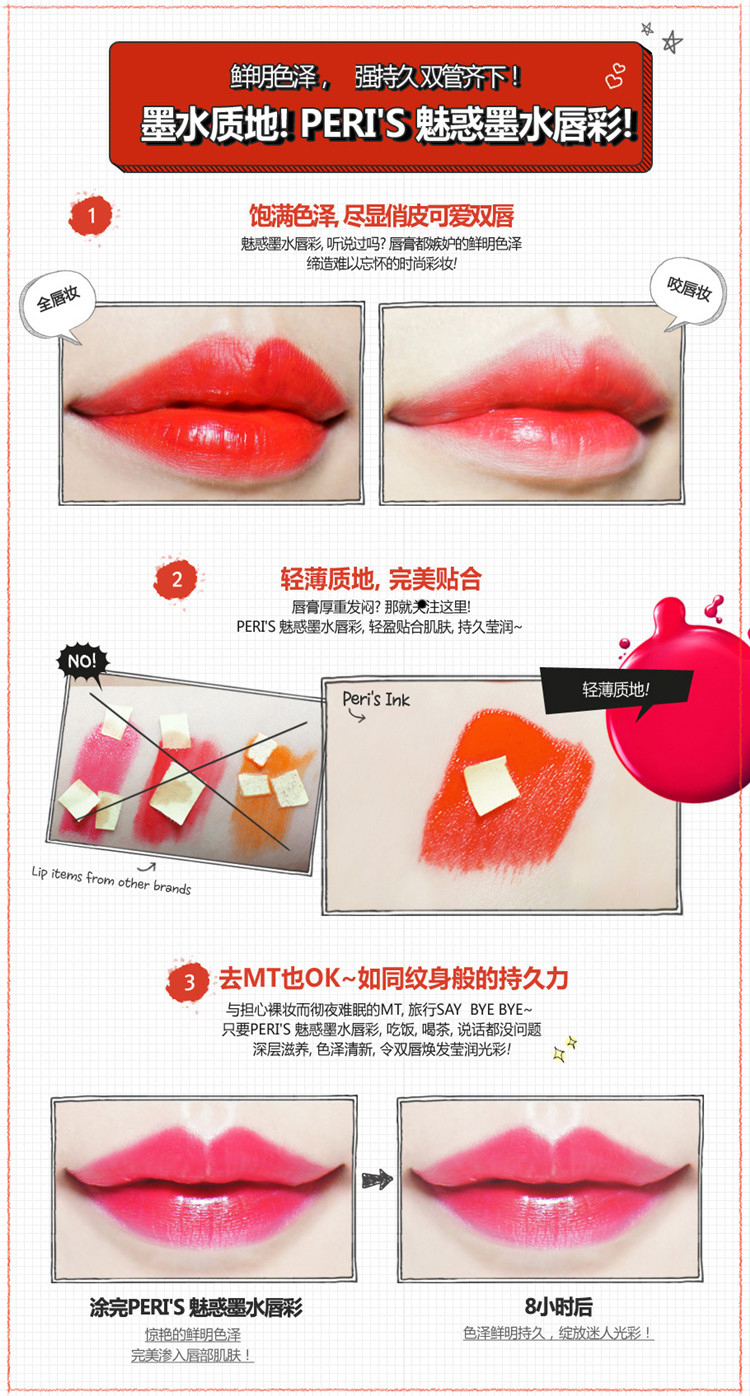 鲜明色泽， 强持久 双管齐下！
墨水质地! PERI'S 魅惑墨水唇彩!
1
饱满色泽, 尽显俏皮可爱双唇
魅惑墨水唇彩, 听说过吗? 唇膏都嫉妒的鲜明色泽
缔造难以忘怀的时尚彩妆!
全唇妆
咬唇妆
2
轻薄质地, 完美贴合
唇膏厚重发闷? 那就关注这里!
PERI'S 魅惑墨水唇彩, 轻盈贴合肌肤, 持久莹润~
NO!
Peri's Ink
轻薄质地!
Lip items from other brands
3
去MT也OK~如同纹身般的持久力
与担心裸妆而彻夜难眠的MT, 旅行SAY BYE BYE~
只要PERI'S 魅惑墨水唇彩, 吃饭, 喝茶, 说话都没问题
深层滋养, 色泽清新, 令双唇焕发莹润光彩!
涂完PERI'S 魅惑墨水唇彩
惊艳的鲜明色泽
完美渗入唇部肌肤！
8小时后
色泽鲜明持久，绽放迷人光彩！